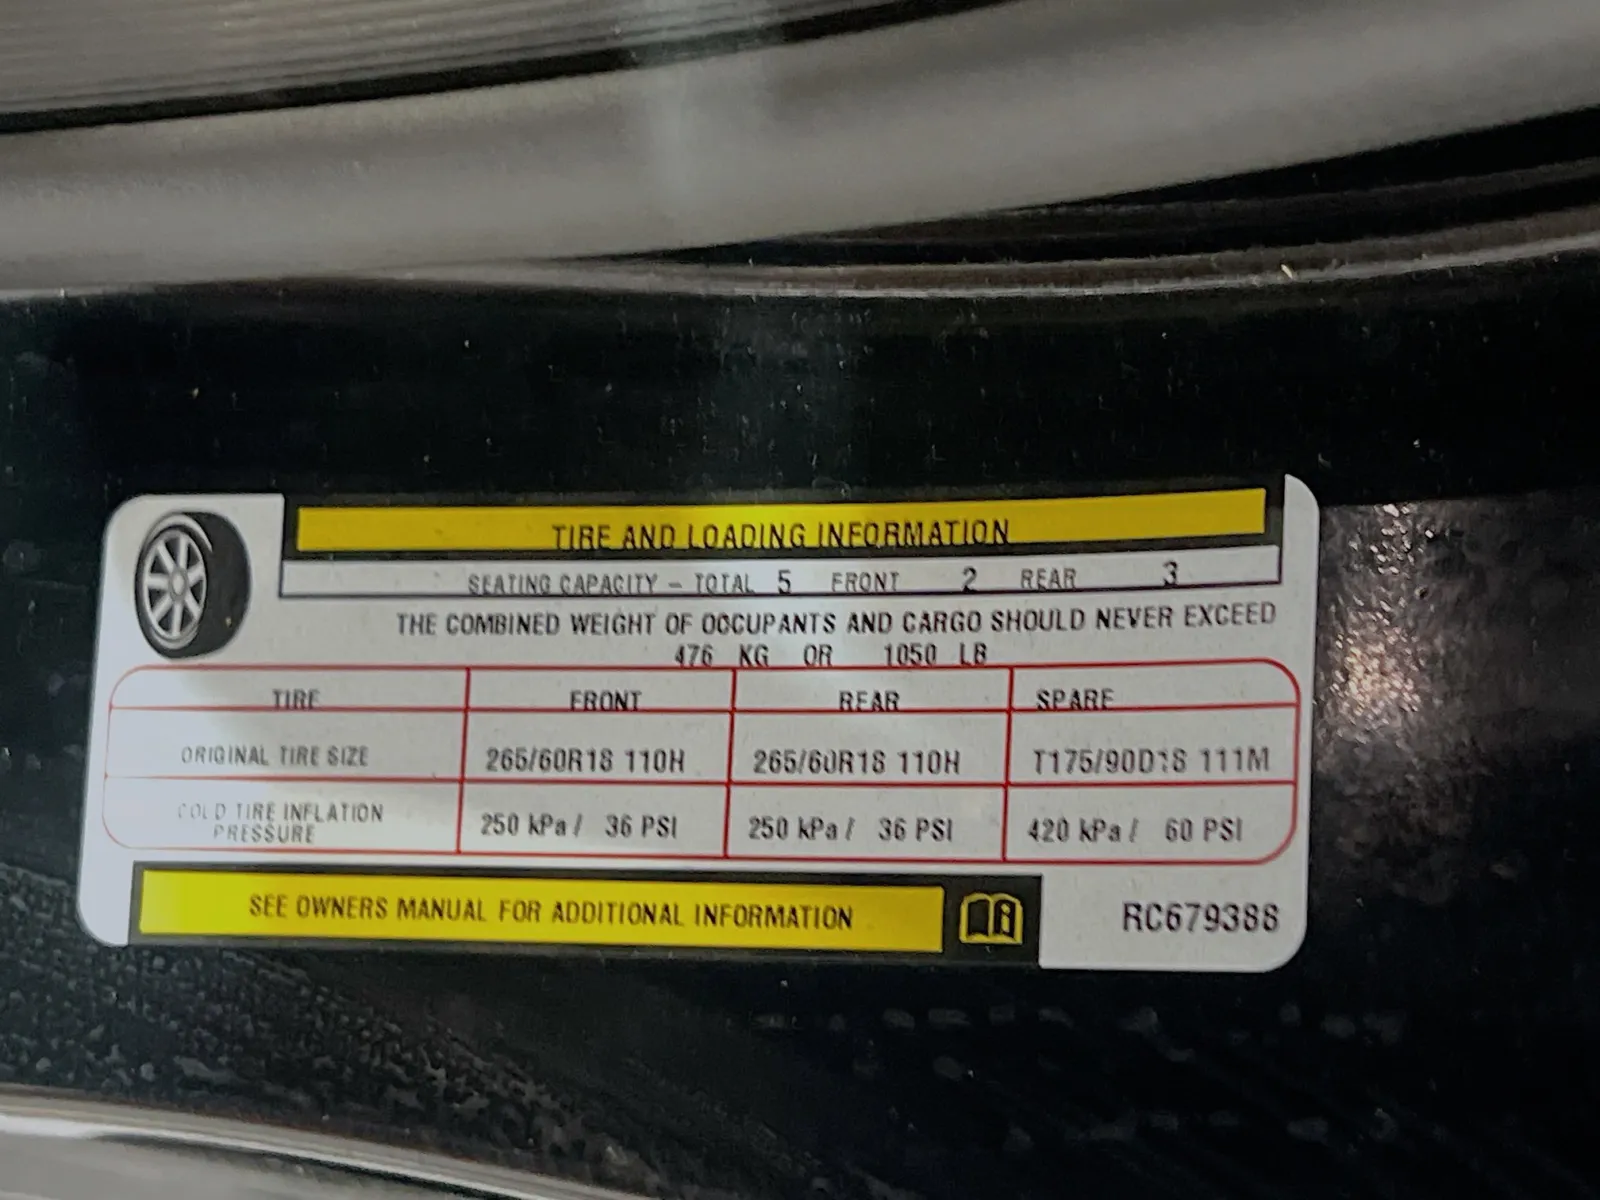 TIRE AND LOADING INFORMATION
SEATING CAPACITY – TOTAL 5 FRONT 2 REAR 3
THE COMBINED WEIGHT OF OCCUPANTS AND CARGO SHOULD NEVER EXCEED
476 KG OR 1050 LB
TIRE FRONT REAR SPARE
ORIGINAL TIRE SIZE 265/60R18 110H 265/60R18 110H T175/90D18 111M
COLD TIRE INFLATION
PRESSURE 250 kPa / 36 PSI 250 kPa / 36 PSI 420 kPa / 60 PSI
SEE OWNERS MANUAL FOR ADDITIONAL INFORMATION
RC679388